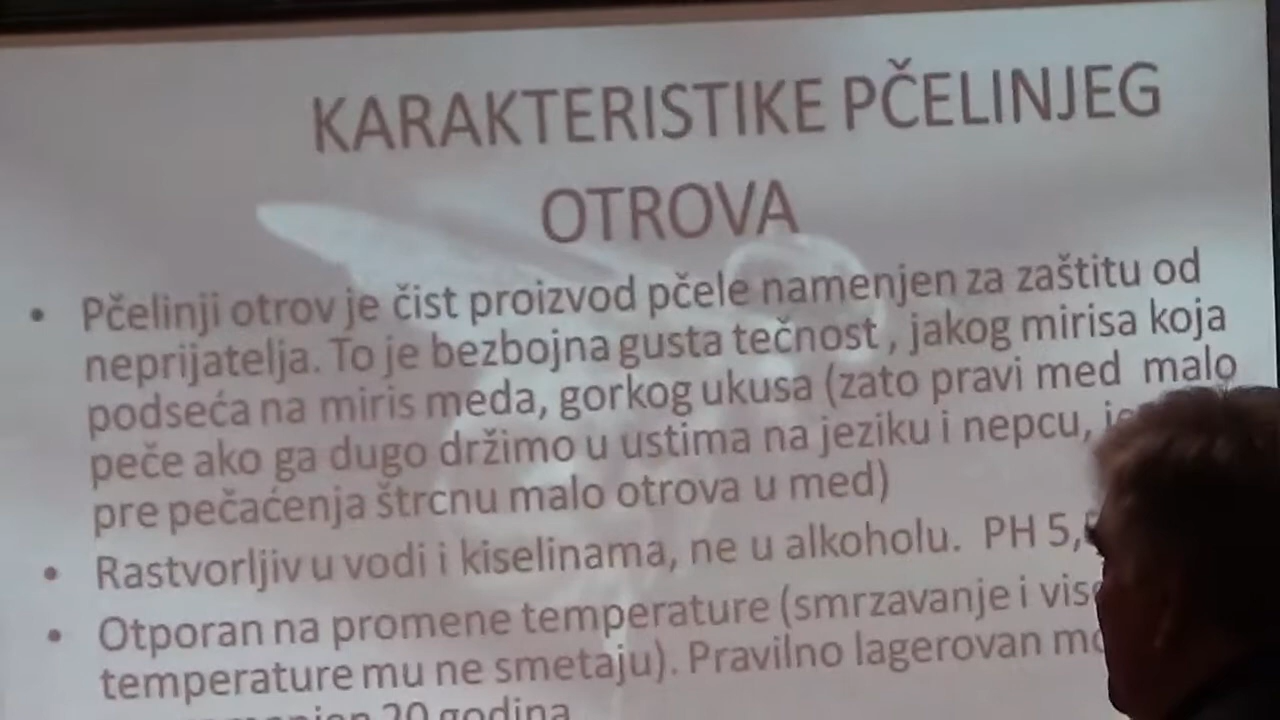 KARAKTERISTIKE PČELINJEG
OTROVA
• Pčelinji otrov je čist proizvod pčele namenjen za zaštitu od
neprijatelja. To je bezbojna gusta tečnost , jakog mirisa koja
podseća na miris meda, gorkog ukusa (zato pravi med malo
peče ako ga dugo držimo u ustima na jeziku i nepcu,
pre pečaćenja štrcnu malo otrova u med)
• Rastvorljiv u vodi i kiselinama, ne u alkoholu. PH 5,
• Otporan na promene temperature (smrzavanje i
temperature mu ne smetaju). Pravilno lagerovan
20 godina